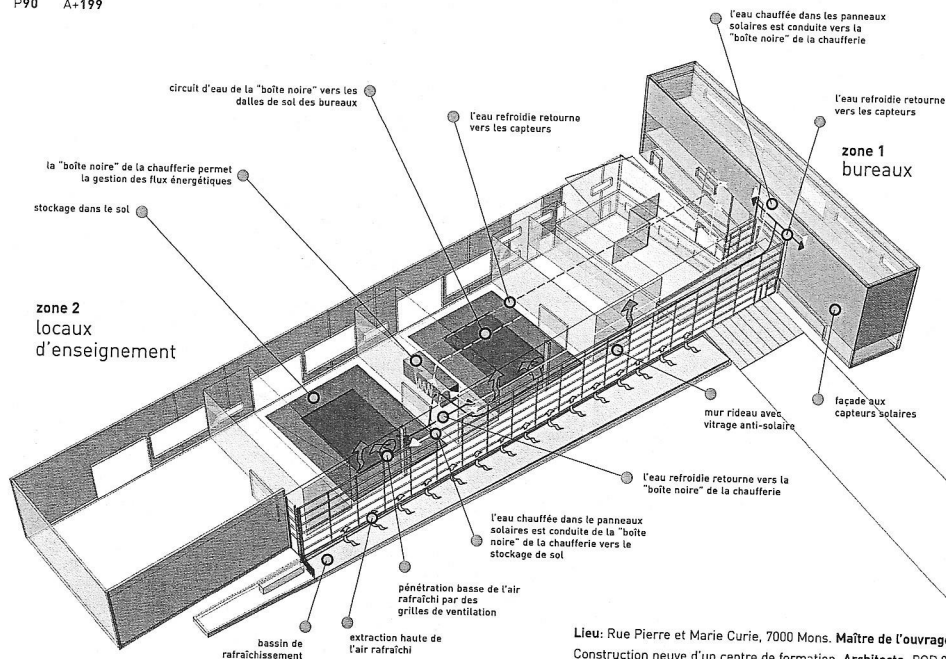 P90 A+199
l'eau chauffée dans les panneaux
solaires est conduite vers la
"boîte noire" de la chaufferie
circuit d'eau de la "boîte noire" vers les
dalles de sol des bureaux
l'eau refroidie retourne
vers les capteurs
l'eau refroidie retourne
vers les capteurs
zone 1
bureaux
la "boîte noire" de la chaufferie permet
la gestion des flux énergétiques
stockage dans le sol
zone 2
locaux
d'enseignement
façade aux
capteurs solaires
mur rideau avec
vitrage anti-solaire
l'eau refroidie retourne vers la
"boîte noire" de la chaufferie
l'eau chauffée dans le panneaux
solaires est conduite de la "boîte
noire" de la chaufferie vers le
stockage de sol
pénétration basse de l'air
rafraîchi par des
grilles de ventilation
extraction haute de
l'air rafraîchi
bassin de
rafraîchissement
Lieu: Rue Pierre et Marie Curie, 7000 Mons. Maître de l'ouvrage
Construction neuve d'un centre de formation.